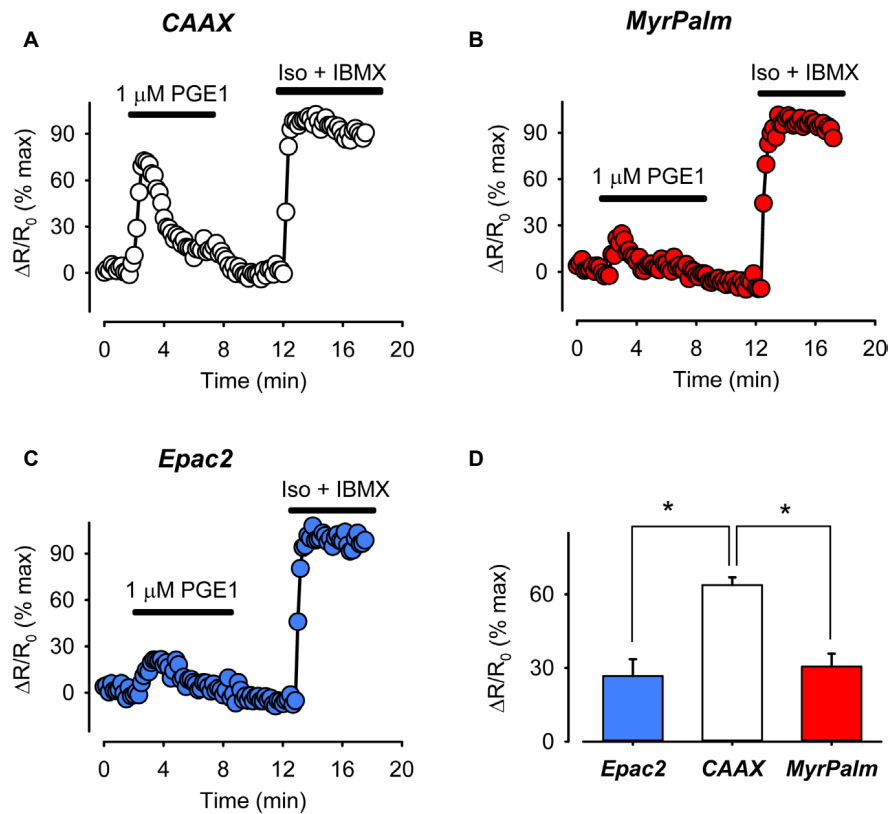 A
CAAX
1 μM PGE1
Iso + IBMX
ΔR/R0 (% max)
90
60
30
0
0 4 8 12 16 20
Time (min)
B
MyrPalm
1 μM PGE1
Iso + IBMX
ΔR/R0 (% max)
90
60
30
0
0 4 8 12 16 20
Time (min)
C
Epac2
1 μM PGE1
Iso + IBMX
ΔR/R0 (% max)
90
60
30
0
0 4 8 12 16 20
Time (min)
D
* *
ΔR/R0 (% max)
60
30
0
Epac2 CAAX MyrPalm